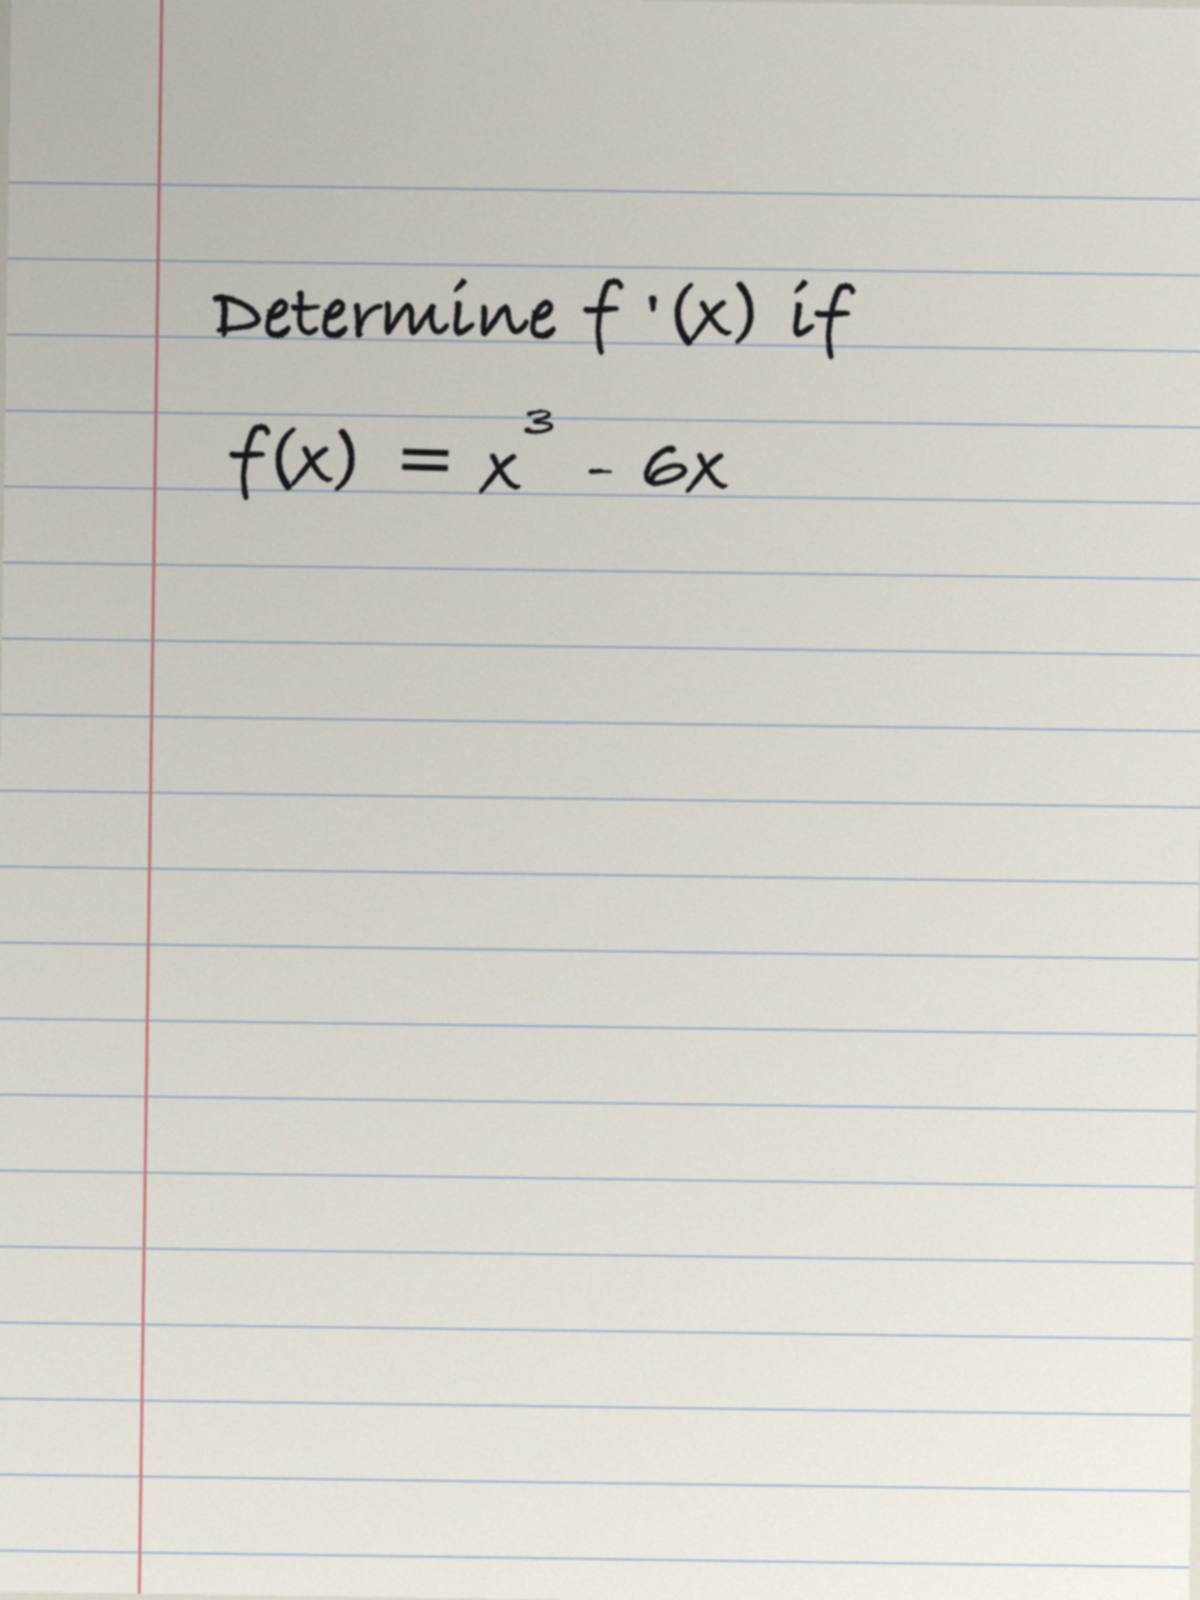 Determine f'(x) if
f(x) = x³ - 6x